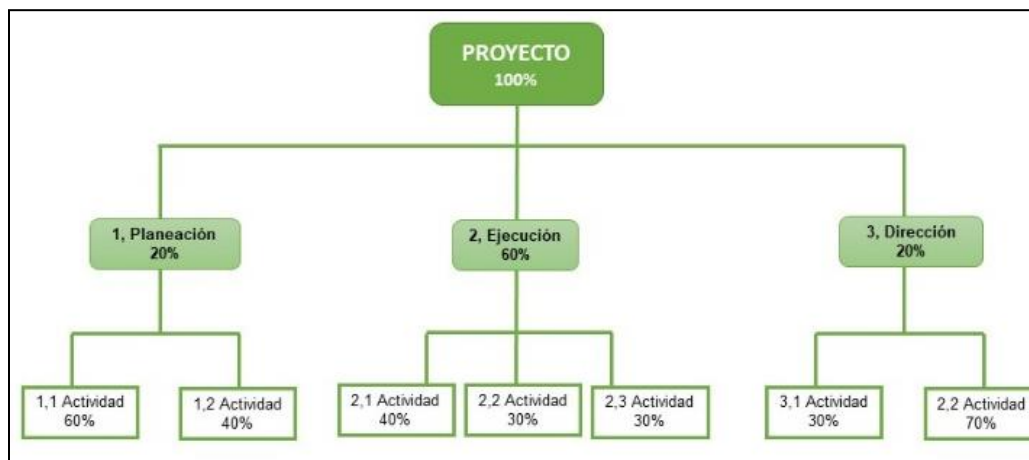 PROYECTO
100%
1, Planeación
20%
2, Ejecución
60%
3, Dirección
20%
1,1 Actividad
60%
1,2 Actividad
40%
2,1 Actividad
40%
2,2 Actividad
30%
2,3 Actividad
30%
3,1 Actividad
30%
2,2 Actividad
70%